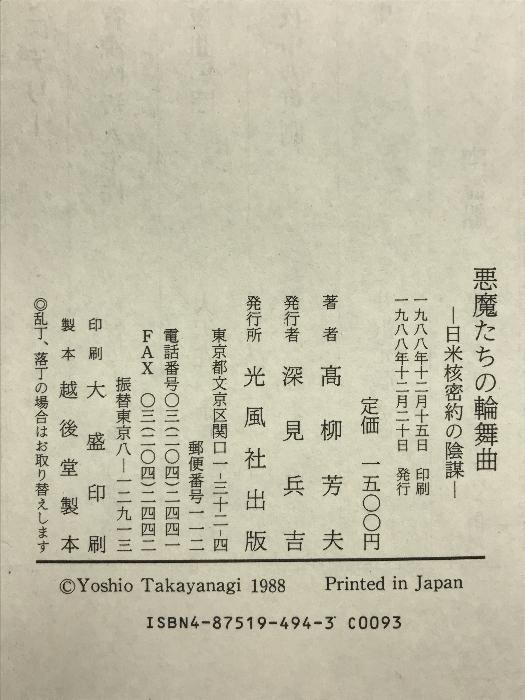 悪魔たちの輪舞曲
―日米核密約の陰謀―
一九八八年十二月十五日 印刷
一九八八年十二月二十日 発行
定価 一五〇〇円
著者 髙柳芳夫
発行者 深見兵吉
発行所 光風社出版
東京都文京区関口一―三十二―四
郵便番号一一二
電話番号〇三(二〇四)二四四一
FAX 〇三(二〇四)二四四二
振替東京八―一二九一三
印刷 大盛印刷
製本 越後堂製本
◎乱丁、落丁の場合はお取り替えします
©Yoshio Takayanagi 1988 Printed in Japan
ISBN4-87519-494-3 C0093